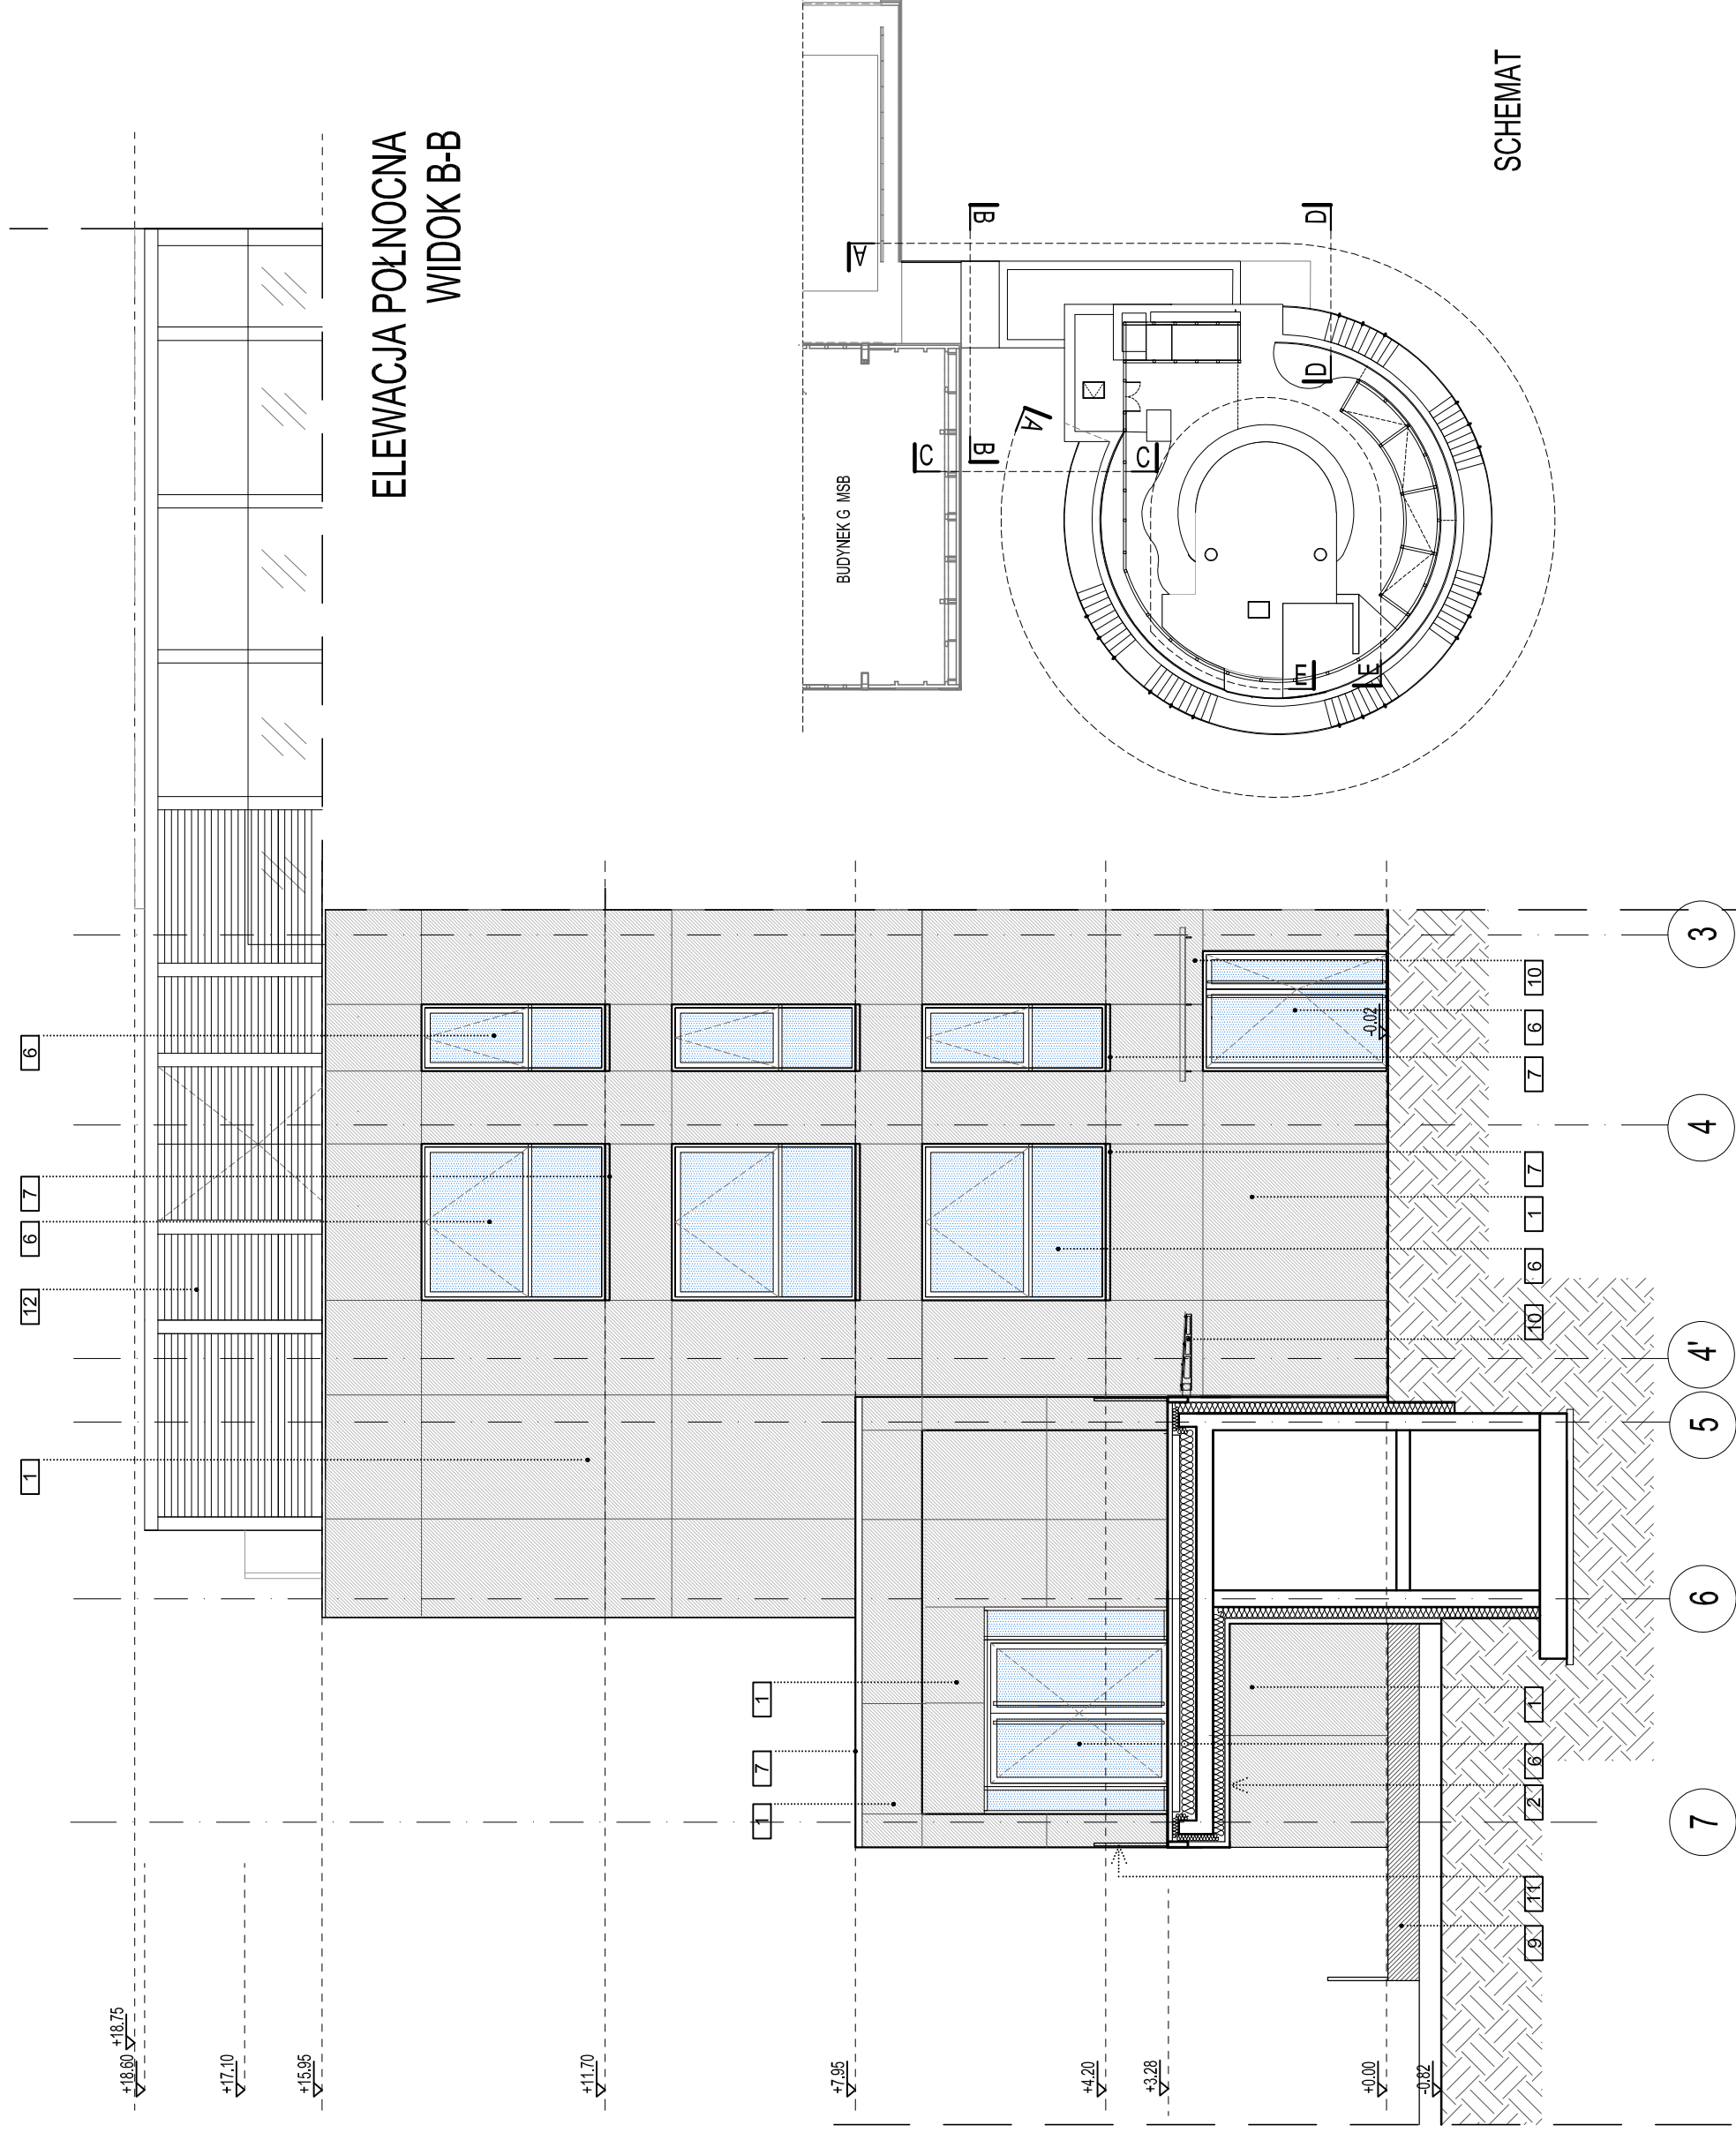 ELEWACJA POŁNOCNA
WIDOK B-B
SCHEMAT
BUDYNEK G MSB
A
A
B
B
C
C
D
D
E
E
6
7
6
12
1
1
7
1
10
6
7
7
1
6
10
1
6
2
11
9
3
4
4'
5
6
7
+18.75
+18.60
+17.10
+15.95
+11.70
+7.95
+4.20
+3.28
+0.00
-0.82
-0.02